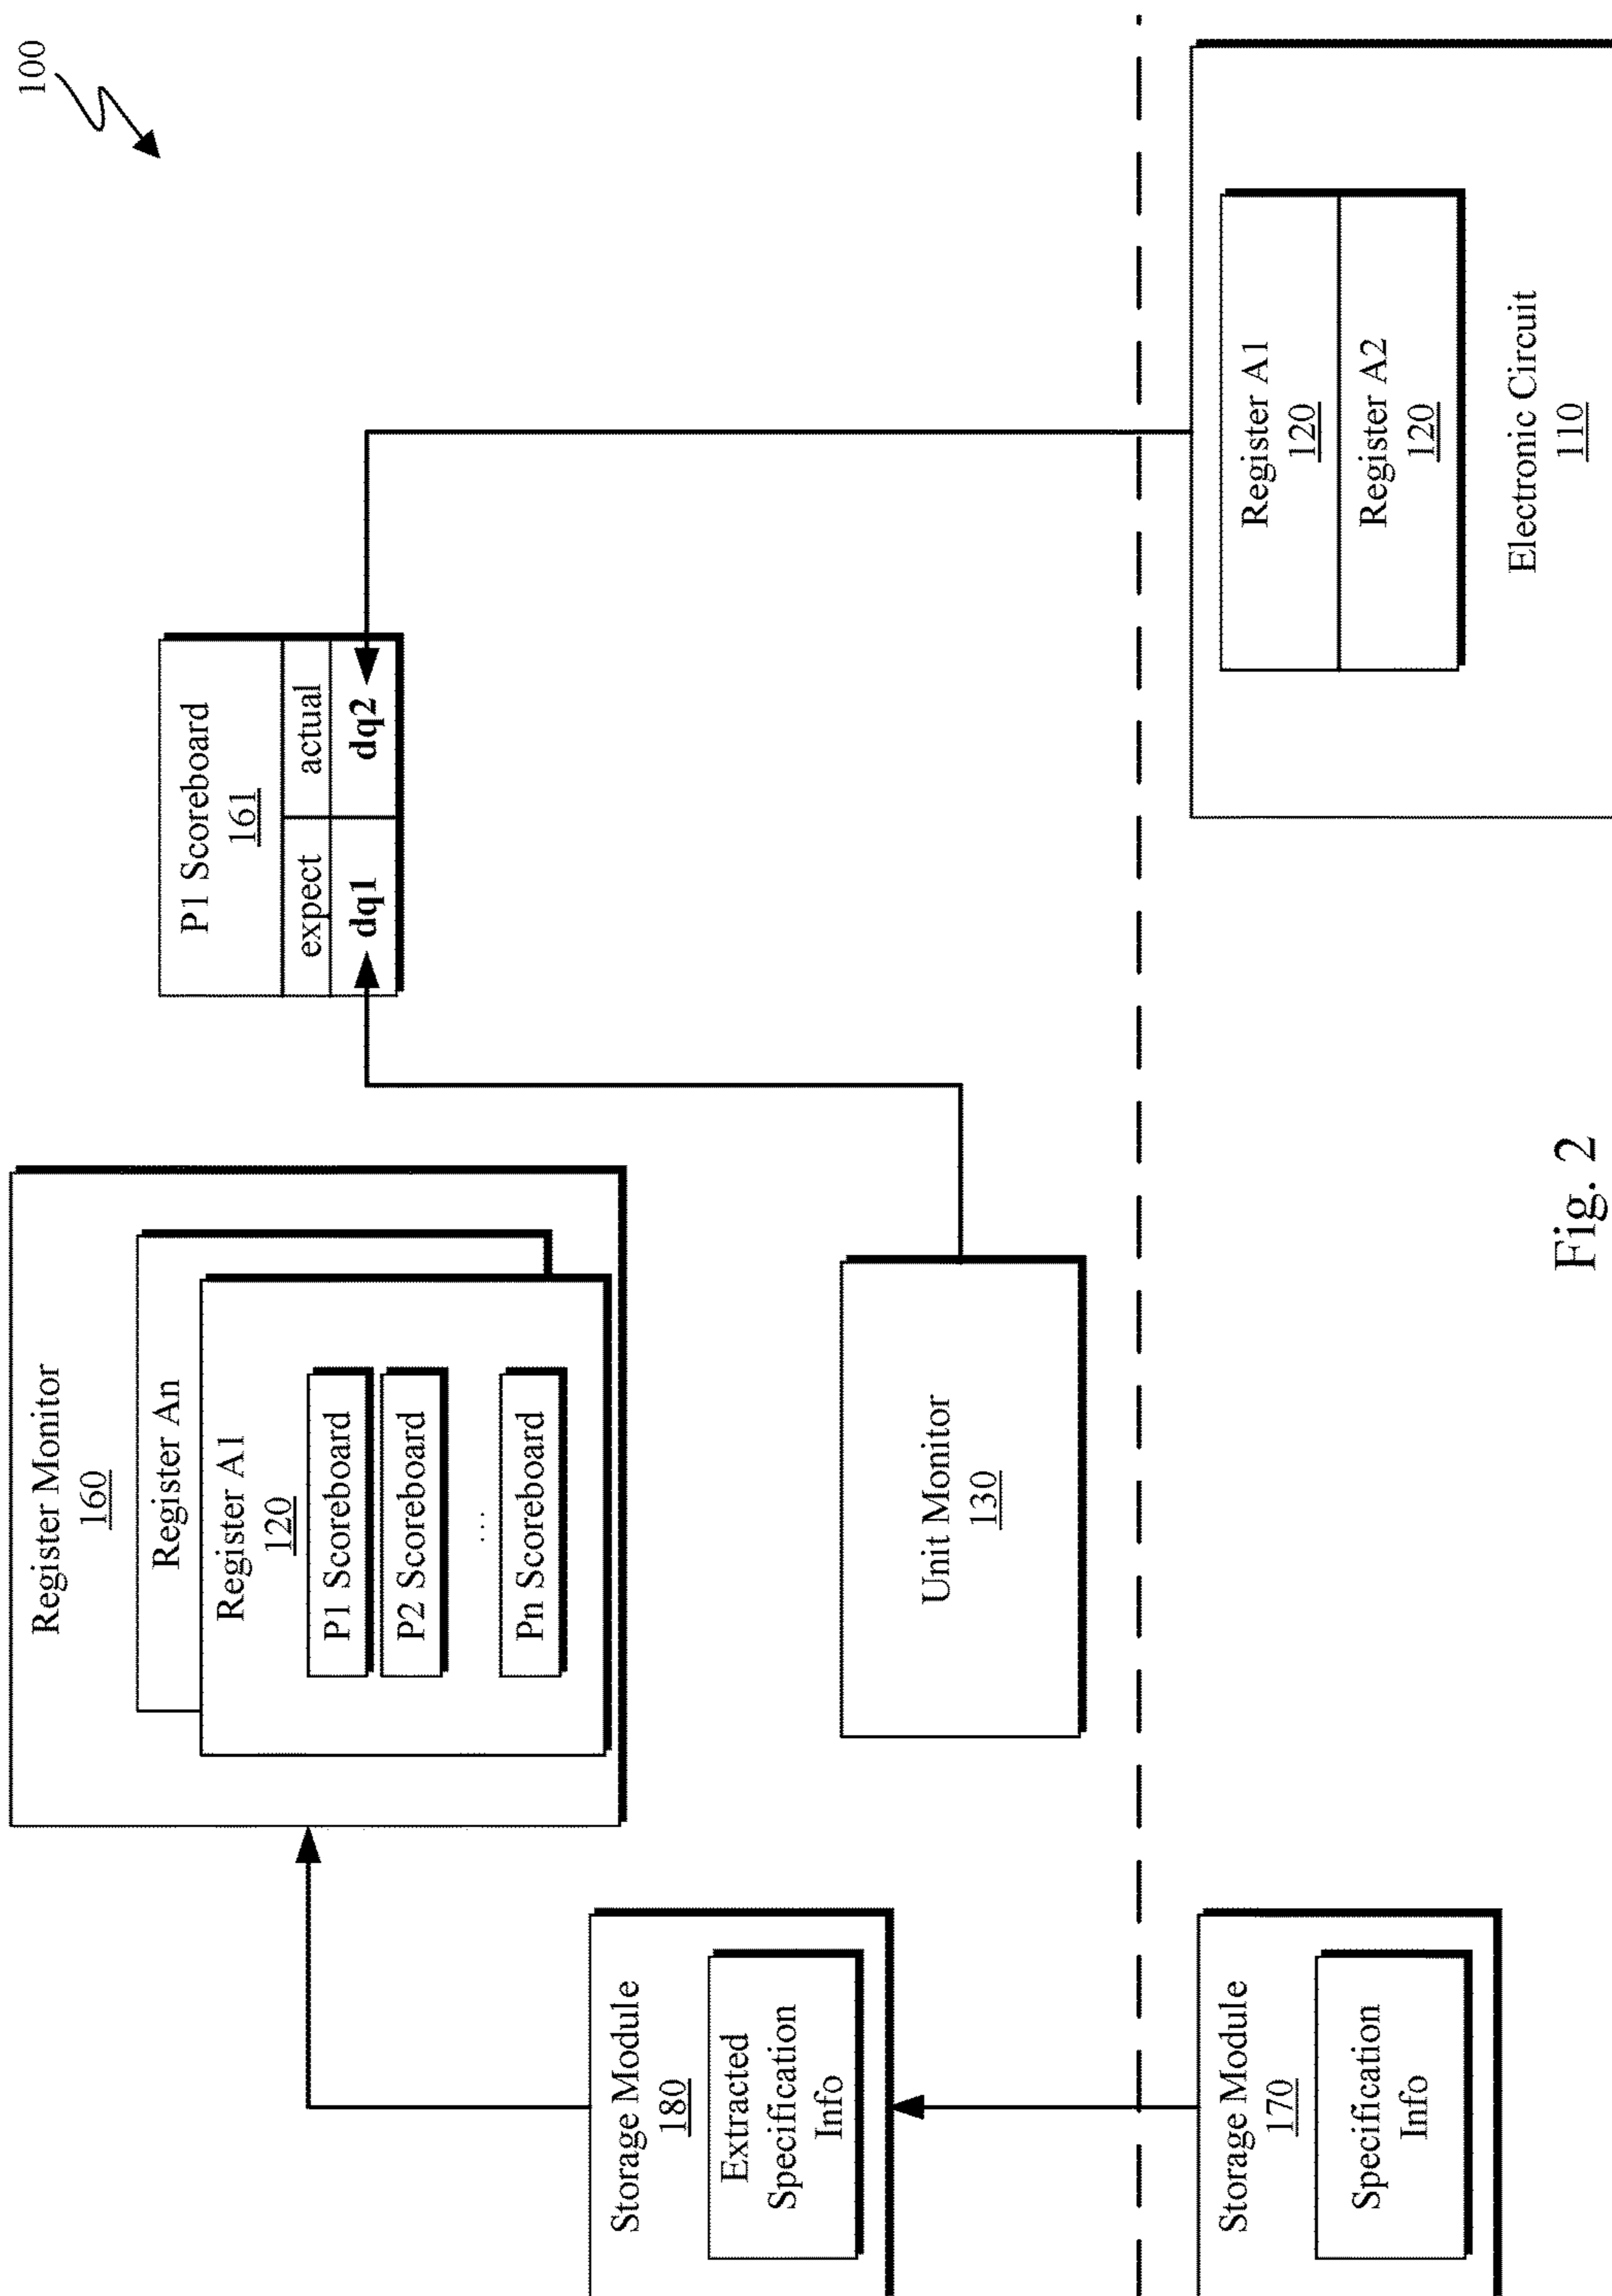 100
Register Monitor
160
Register An
Register A1
120
P1 Scoreboard
P2 Scoreboard
...
Pn Scoreboard
P1 Scoreboard
161
expect actual
dq1 dq2
Storage Module
180
Extracted
Specification
Info
Unit Monitor
130
Storage Module
170
Specification
Info
Register A1
120
Register A2
120
Electronic Circuit
110
Fig. 2